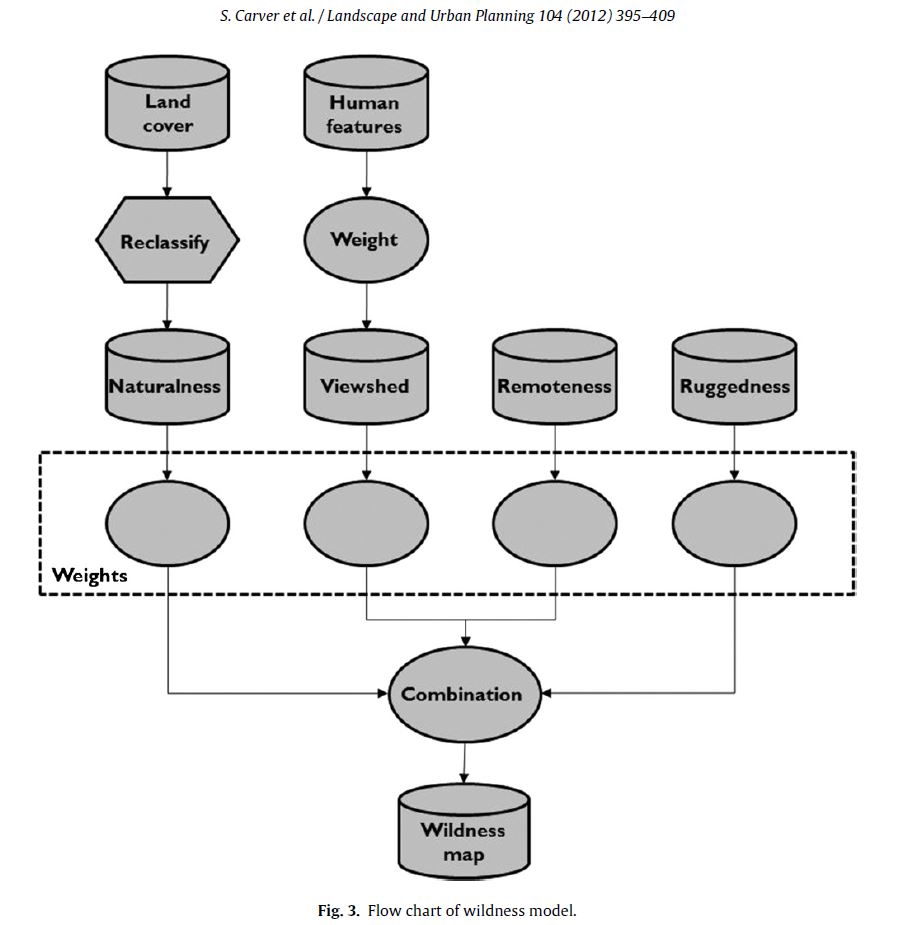 S. Carver et al. / Landscape and Urban Planning 104 (2012) 395–409
Land
cover
Human
features
Reclassify
Weight
Naturalness
Viewshed
Remoteness
Ruggedness
Weights
Combination
Wildness
map
Fig. 3. Flow chart of wildness model.